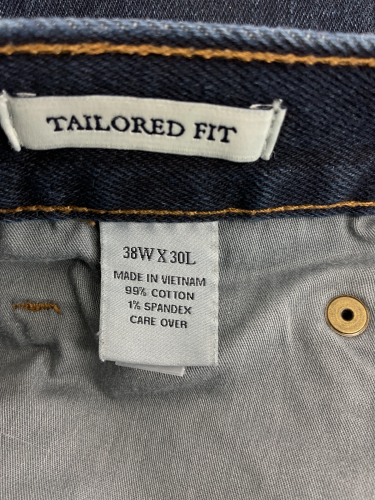 TAILORED FIT
38W X 30L
MADE IN VIETNAM
99% COTTON
1% SPANDEX
CARE OVER